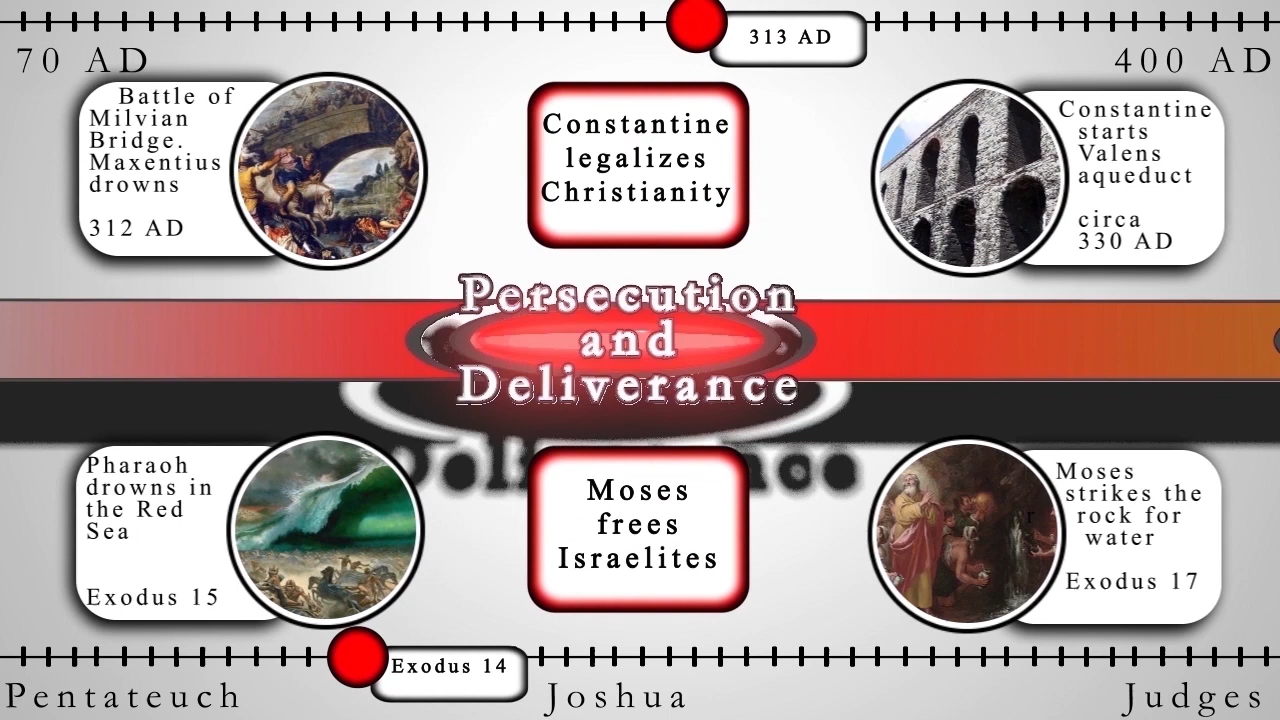 313 AD
70 AD
400 AD
Battle of
Milvian
Bridge.
Maxentius
drowns
312 AD
Constantine
legalizes
Christianity
Constantine
starts
Valens
aqueduct
circa
330 AD
Persecution
and
Deliverance
Pharaoh
drowns in
the Red
Sea
Exodus 15
Moses
frees
Israelites
Moses
strikes the
rock for
water
Exodus 17
Exodus 14
Pentateuch
Joshua
Judges